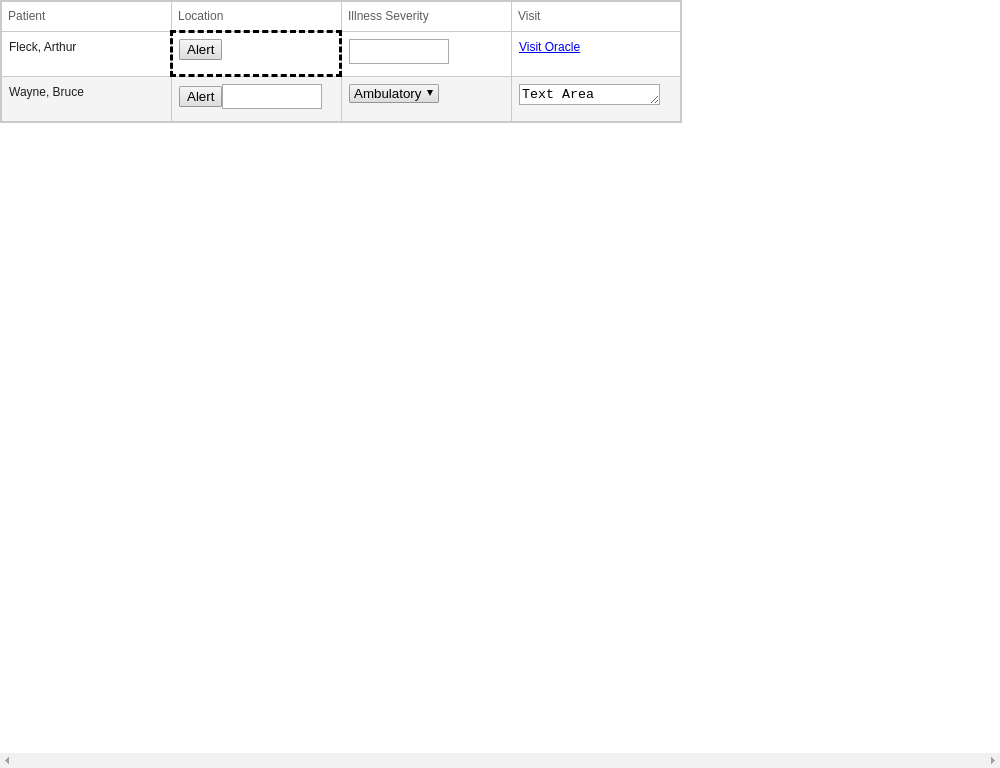 Patient Location Illness Severity Visit
Fleck, Arthur Alert Visit Oracle
Wayne, Bruce Alert Ambulatory Text Area